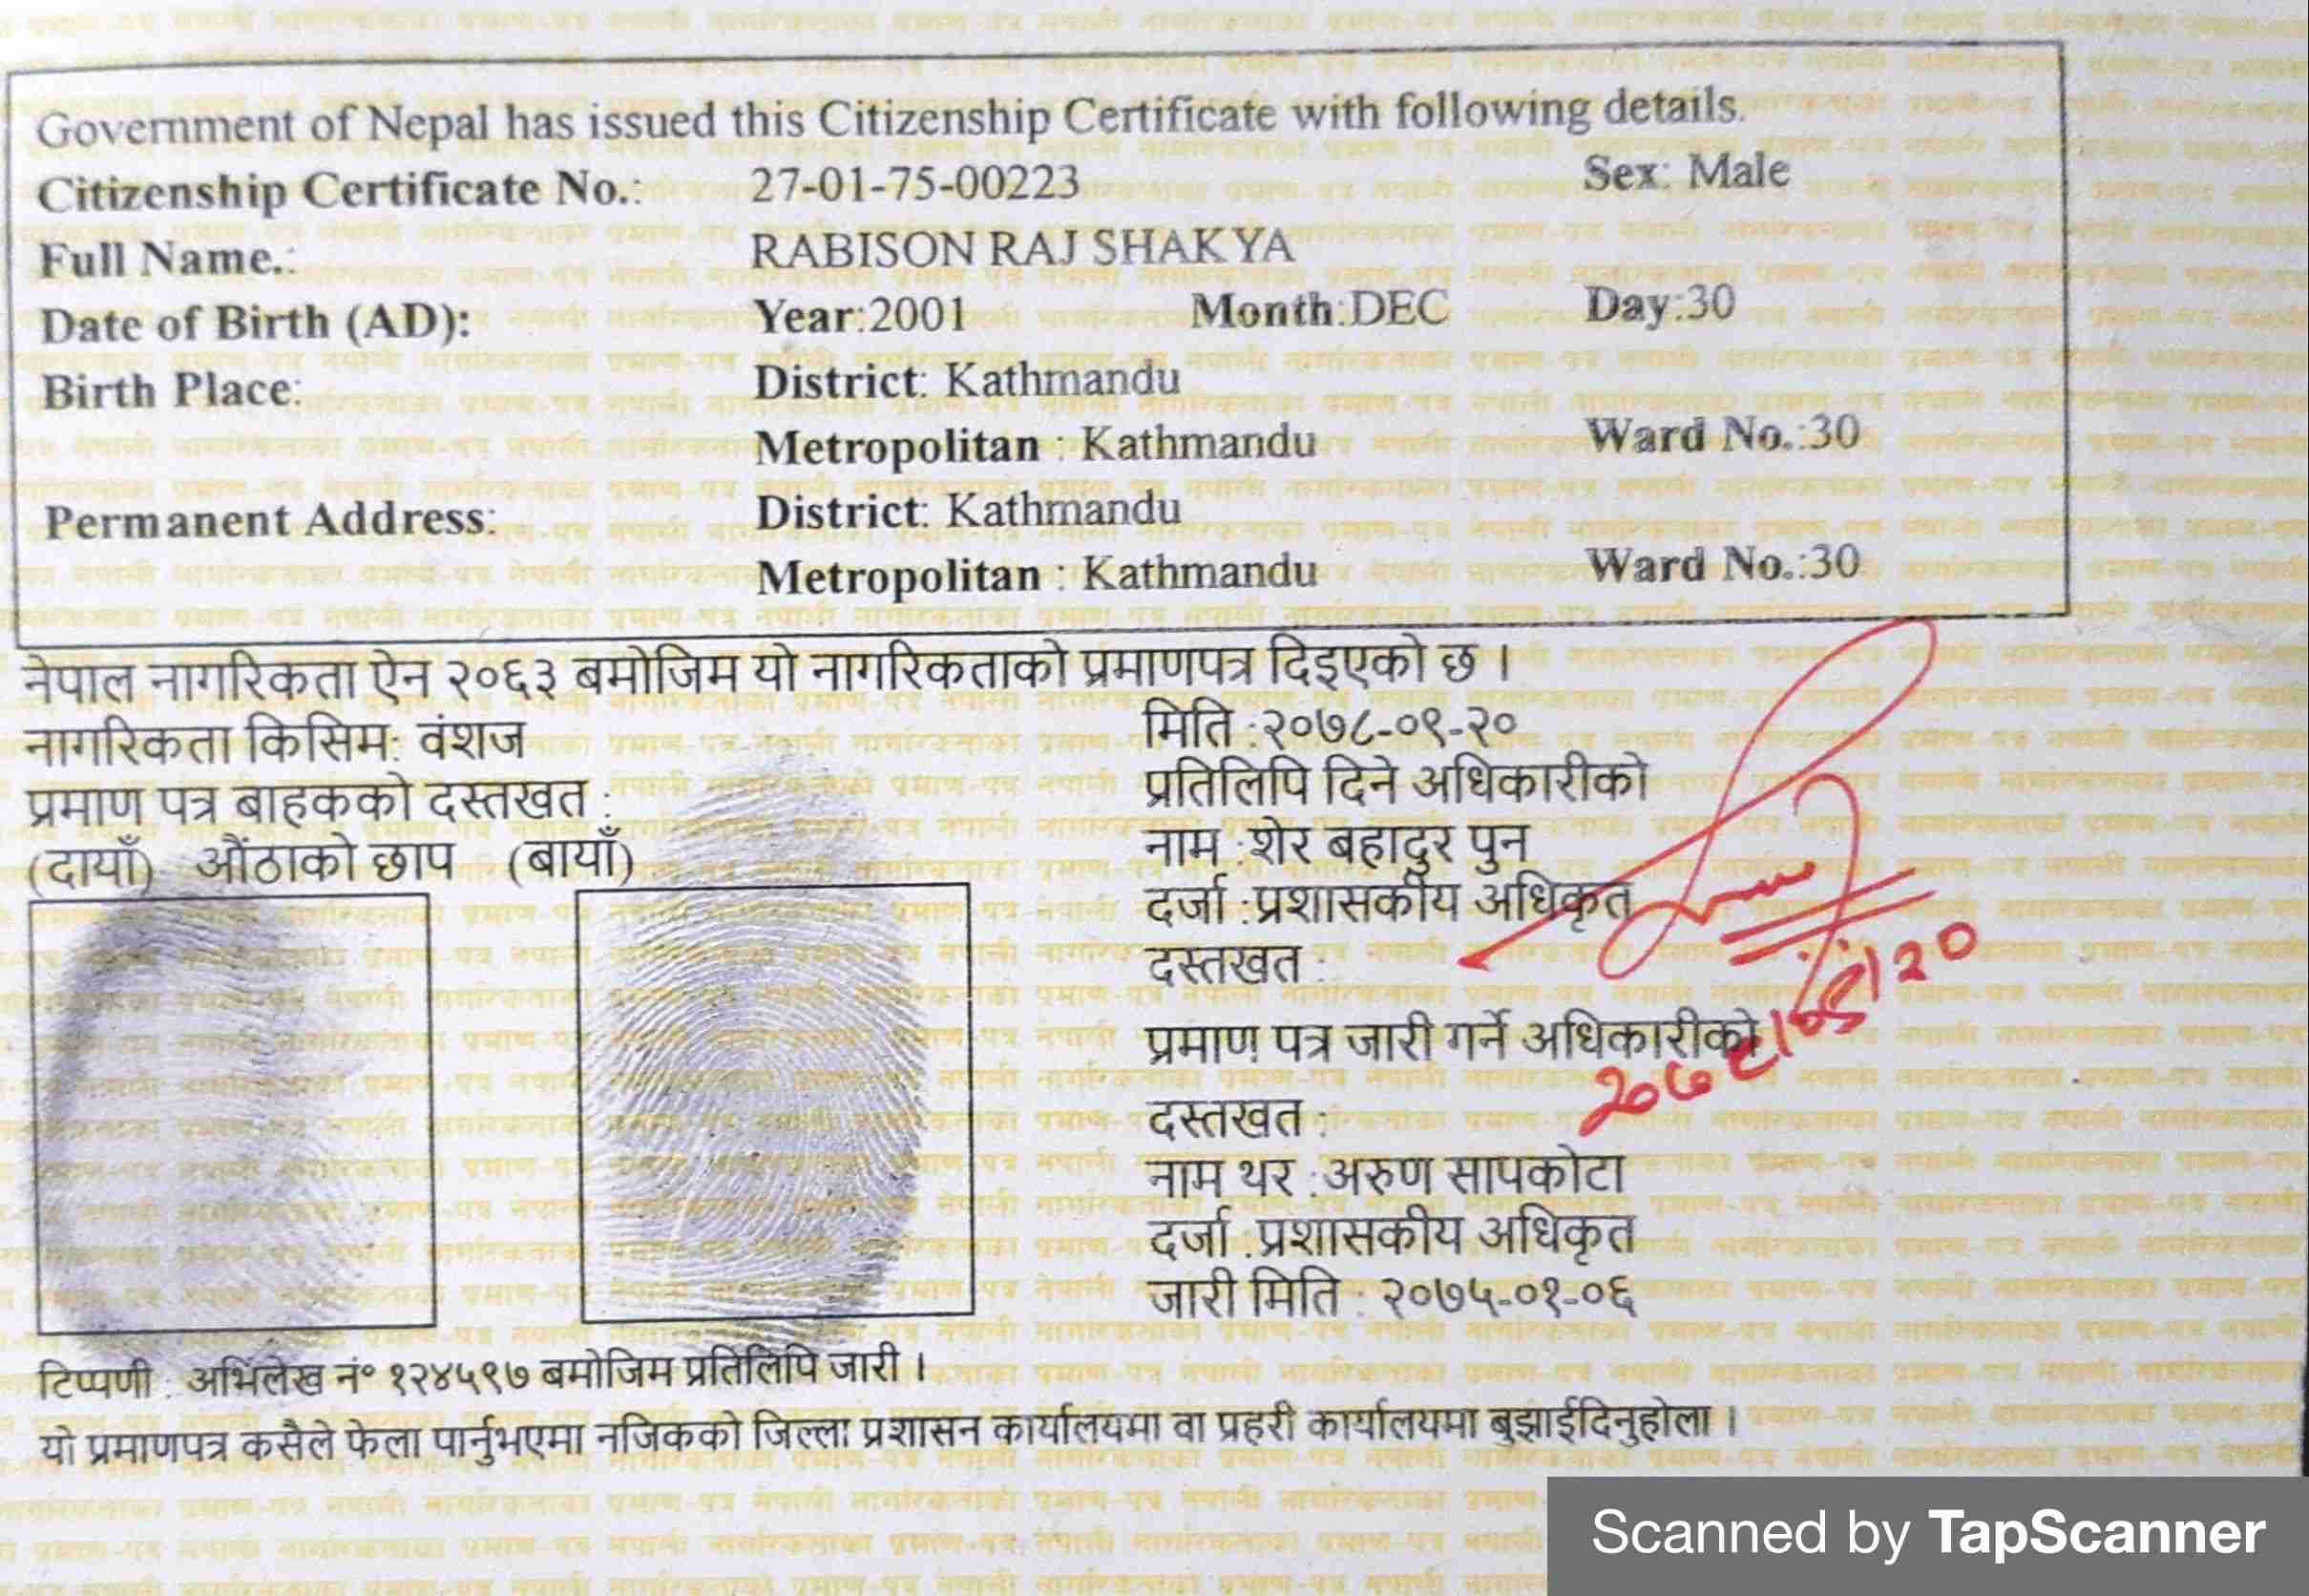 Government of Nepal has issued this Citizenship Certificate with following details.
Citizenship Certificate No.: 27-01-75-00223 Sex: Male
Full Name.: RABISON RAJ SHAKYA
Date of Birth (AD): Year:2001 Month:DEC Day:30
Birth Place: District: Kathmandu
Metropolitan : Kathmandu Ward No.:30
Permanent Address: District: Kathmandu
Metropolitan : Kathmandu Ward No.:30
नेपाल नागरिकता ऐन २०६३ बमोजिम यो नागरिकताको प्रमाणपत्र दिइएको छ ।
नागरिकता किसिम: वंशज
प्रमाण पत्र बाहकको दस्तखत :
(दायाँ) औंठाको छाप (बायाँ)
मिति :२०७८-०९-२०
प्रतिलिपि दिने अधिकारीको
नाम :शेर बहादुर पुन
दर्जा :प्रशासकीय अधिकृत
दस्तखत :
२०७८।०९।२०
प्रमाण पत्र जारी गर्ने अधिकारीको
दस्तखत :
नाम थर :अरुण सापकोटा
दर्जा :प्रशासकीय अधिकृत
जारी मिति : २०७५-०१-०६
टिप्पणी : अभिलेख नं० १२४५९७ बमोजिम प्रतिलिपि जारी ।
यो प्रमाणपत्र कसैले फेला पार्नुभएमा नजिकको जिल्ला प्रशासन कार्यालयमा वा प्रहरी कार्यालयमा बुझाईदिनुहोला ।
Scanned by TapScanner